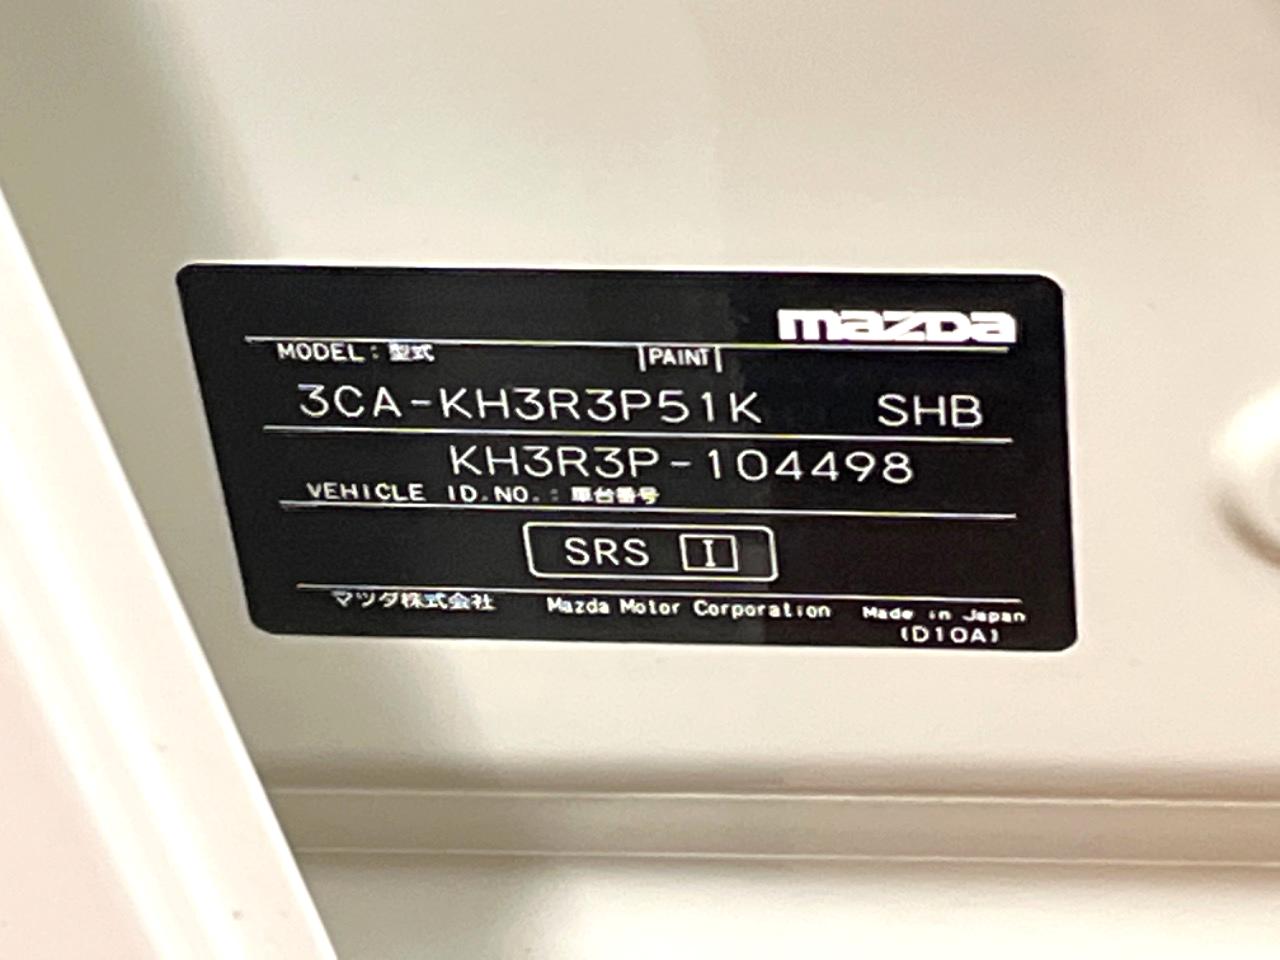 mazda
MODEL : 型式 PAINT
3CA-KH3R3P51K SHB
KH3R3P-104498
VEHICLE ID.NO. : 車台番号
SRS I
マツダ株式会社 Mazda Motor Corporation Made in Japan
(D10A)